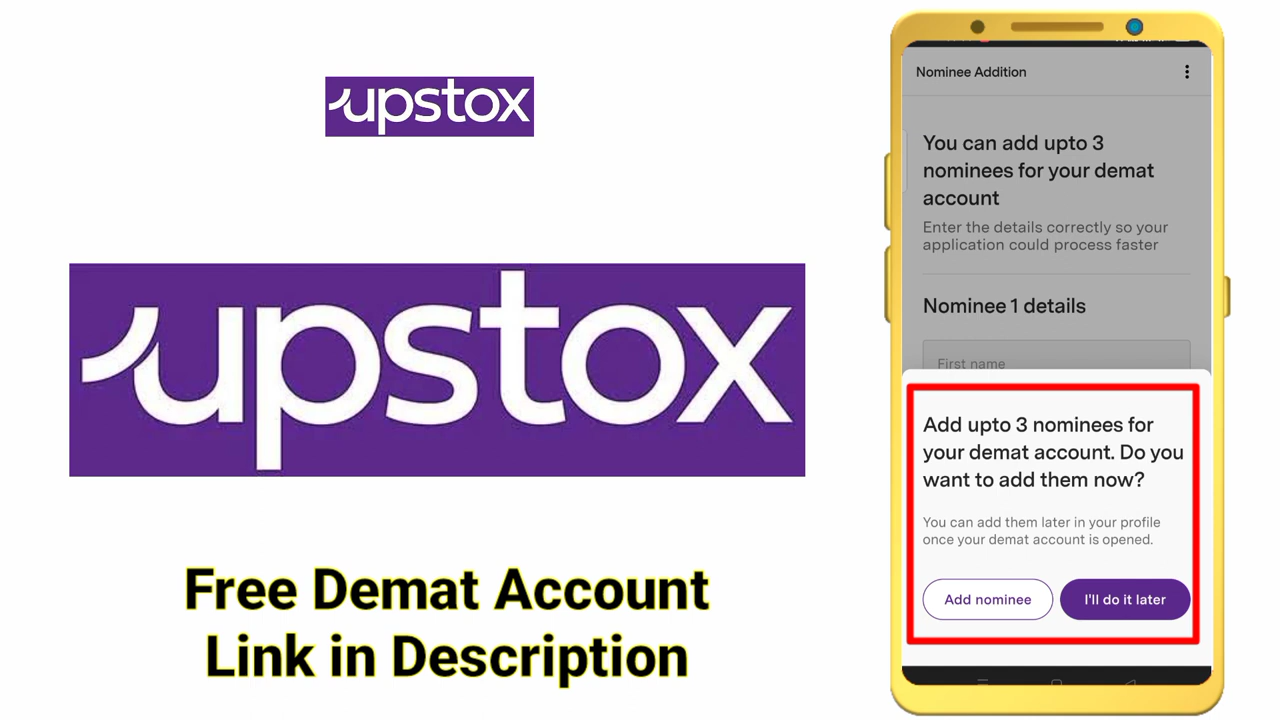 upstox
upstox
Free Demat Account
Link in Description
Nominee Addition
You can add upto 3
nominees for your demat
account
Enter the details correctly so your
application could process faster
Nominee 1 details
First name
Add upto 3 nominees for
your demat account. Do you
want to add them now?
You can add them later in your profile
once your demat account is opened.
Add nominee
I'll do it later